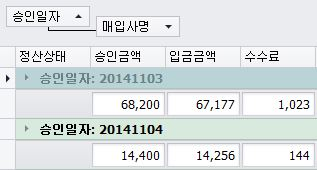 승인일자
매입사명
정산상태 승인금액 입금금액 수수료
승인일자: 20141103
68,200 67,177 1,023
승인일자: 20141104
14,400 14,256 144